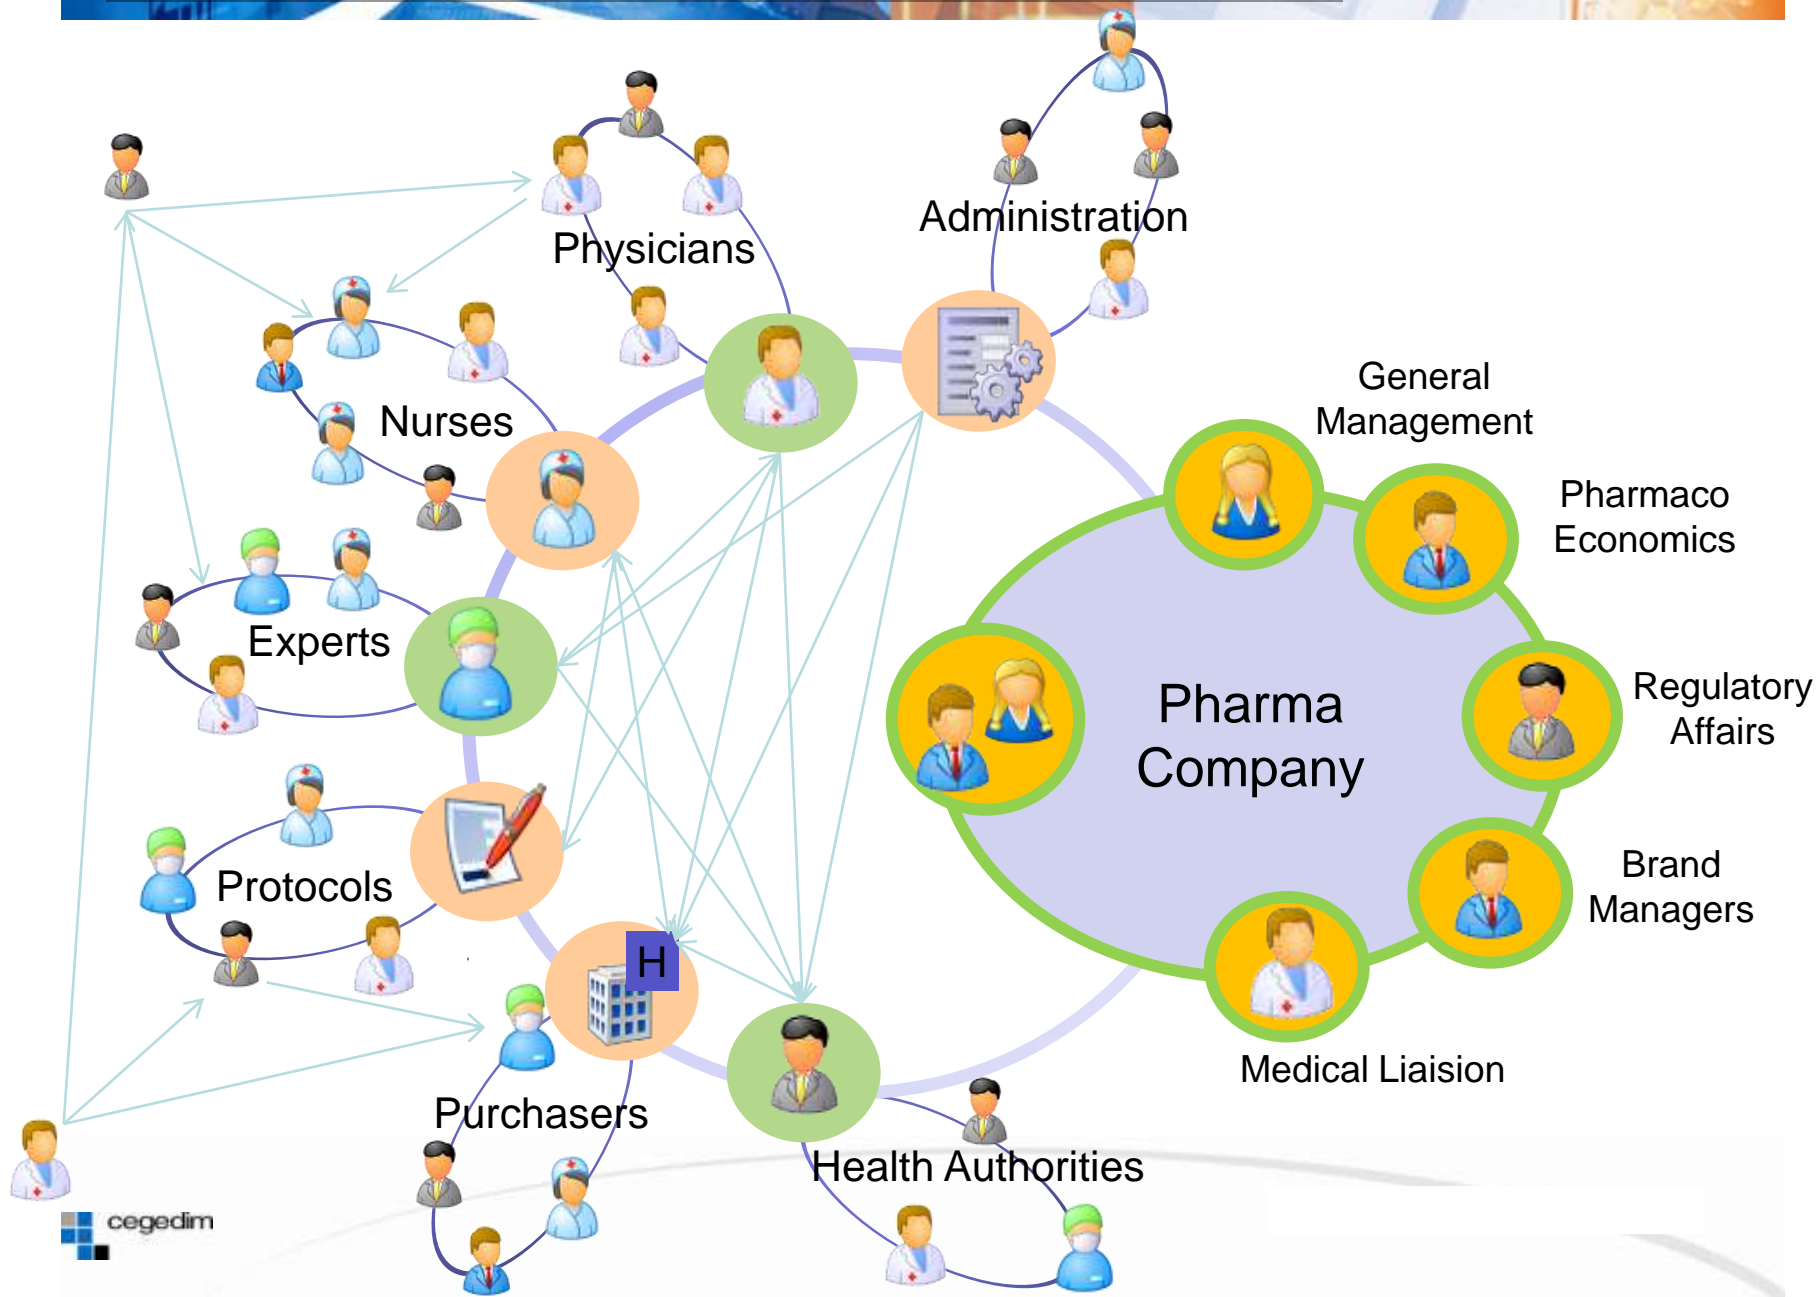 Administration
Physicians
General
Management
Nurses
Pharmaco
Economics
Experts
Regulatory
Affairs
Pharma
Company
Protocols
Brand
Managers
H
Medical Liaision
Purchasers
Health Authorities
cegedim